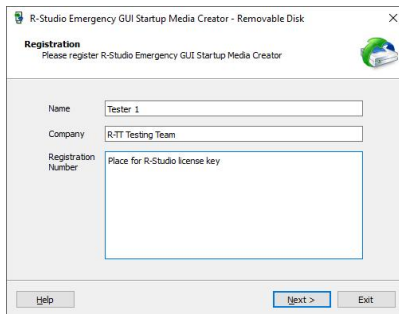 R-Studio Emergency GUI Startup Media Creator - Removable Disk
Registration
Please register R-Studio Emergency GUI Startup Media Creator
Name
Tester 1
Company
R-TT Testing Team
Registration
Number
Place for R-Studio license key
Help
Next >
Exit